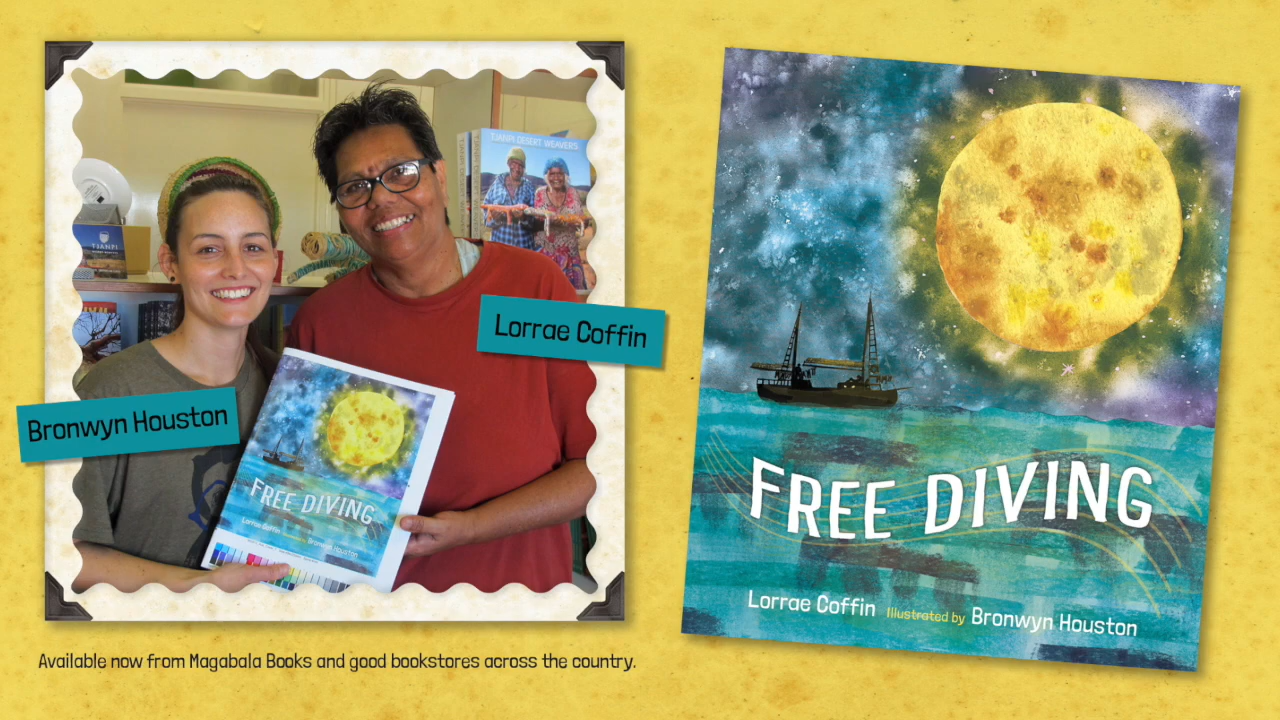 TJANPI DESERT WEAVERS
TJANPI
Lorrae Coffin
Bronwyn Houston
FREE DIVING
Lorrae Coffin
Bronwyn Houston
Available now from Magabala Books and good bookstores across the country.
FREE DIVING
Lorrae Coffin Illustrated by Bronwyn Houston